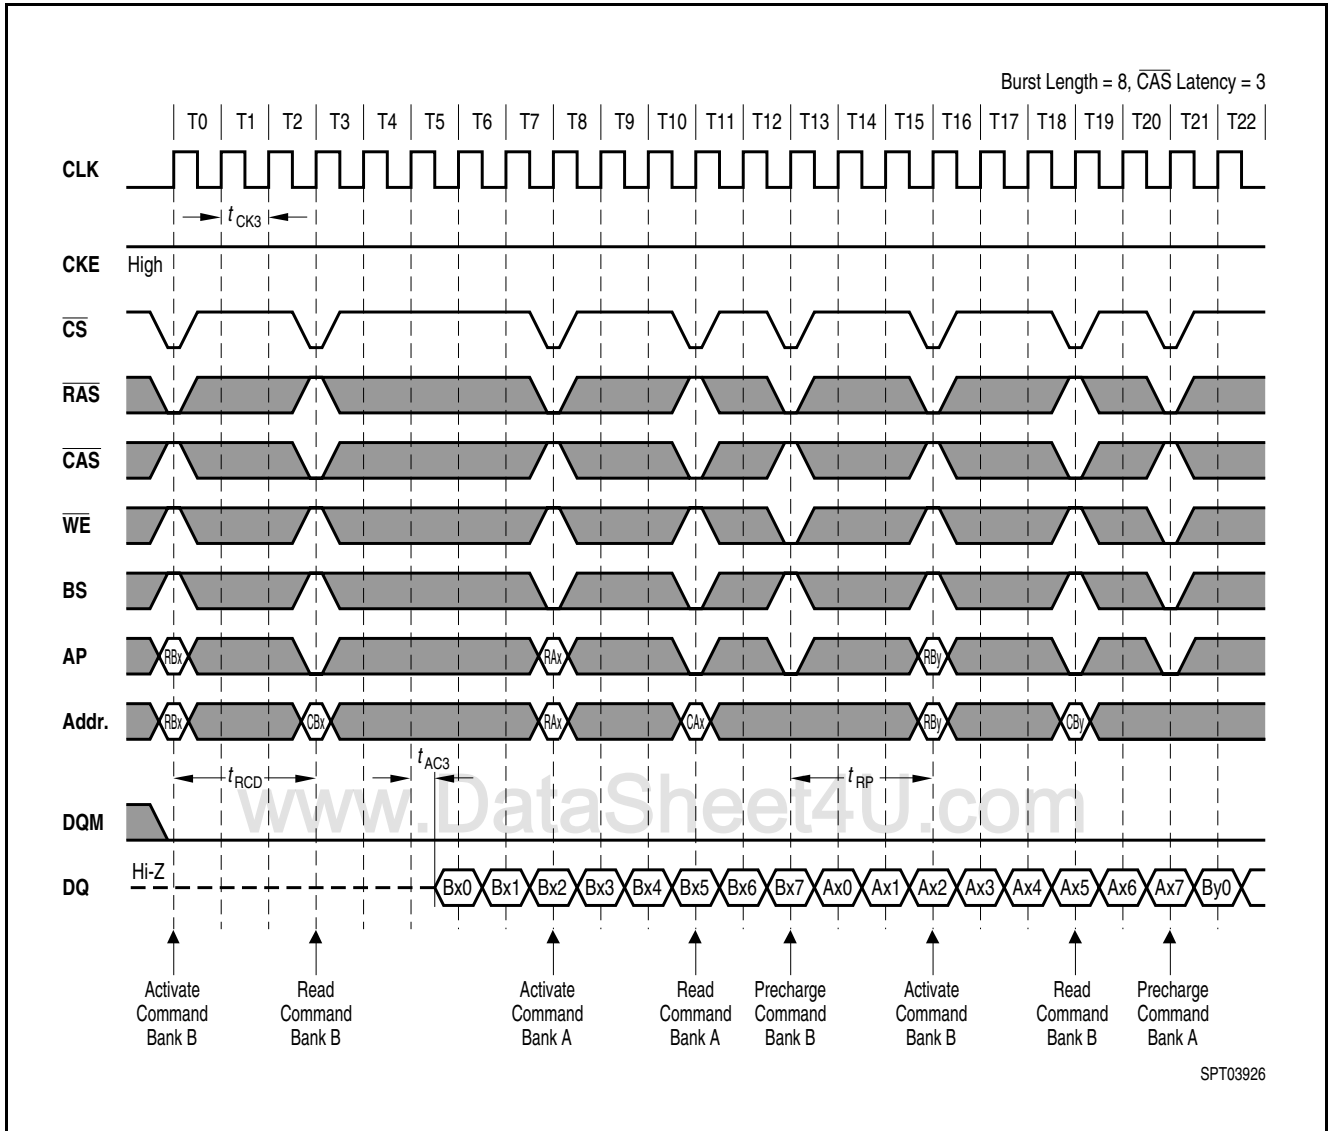 Burst Length = 8, CAS Latency = 3
T0 T1 T2 T3 T4 T5 T6 T7 T8 T9 T10 T11 T12 T13 T14 T15 T16 T17 T18 T19 T20 T21 T22
CLK
t CK3
CKE High
CS
RAS
CAS
WE
BS
AP RBx RAx RBy
Addr. RBx CBx RAx CAx RBy CBy
t RCD t AC3 t RP
www.DataSheet4U.com
DQM
Hi-Z
DQ Bx0 Bx1 Bx2 Bx3 Bx4 Bx5 Bx6 Bx7 Ax0 Ax1 Ax2 Ax3 Ax4 Ax5 Ax6 Ax7 By0
Activate Read Activate Read Precharge Activate Read Precharge
Command Command Command Command Command Command Command Command
Bank B Bank B Bank A Bank A Bank B Bank B Bank B Bank A
SPT03926